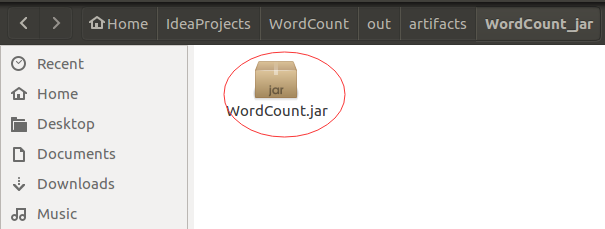 Home IdeaProjects WordCount out artifacts WordCount_jar
Recent
Home
Desktop
Documents
Downloads
Music
jar
WordCount.jar